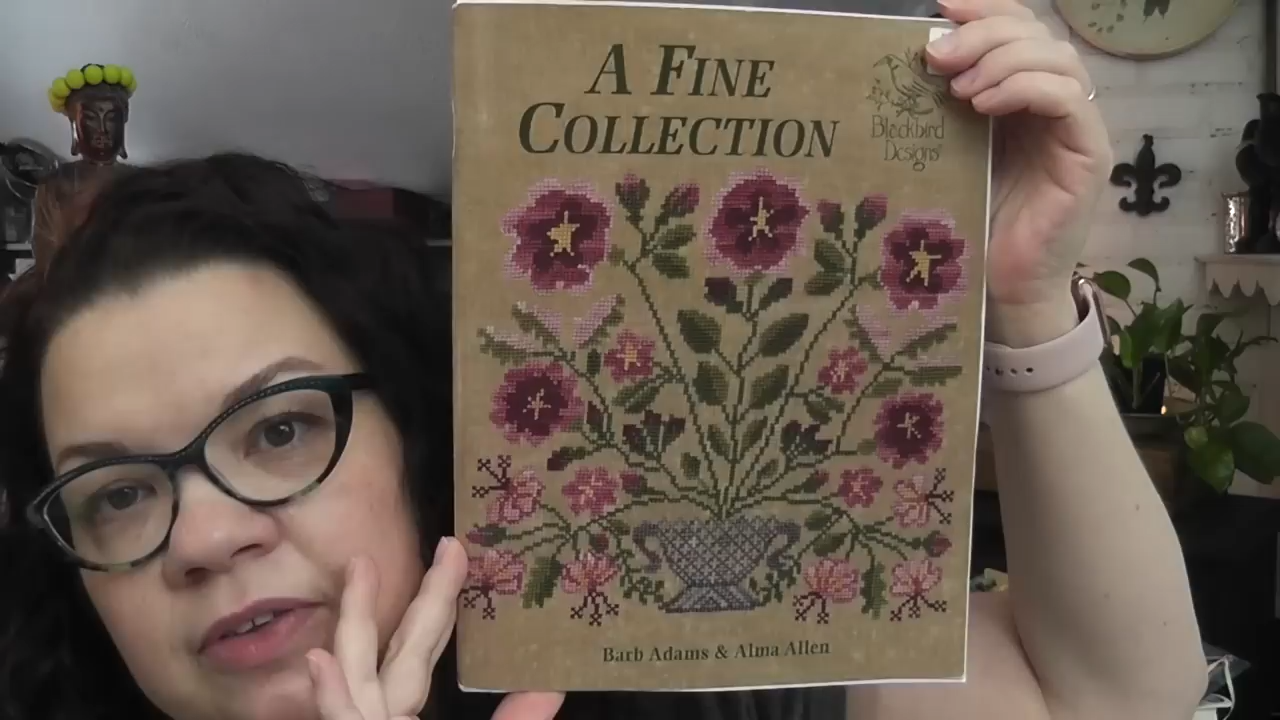 A FINE
COLLECTION
Blackbird
Designs
Barb Adams & Alma Allen